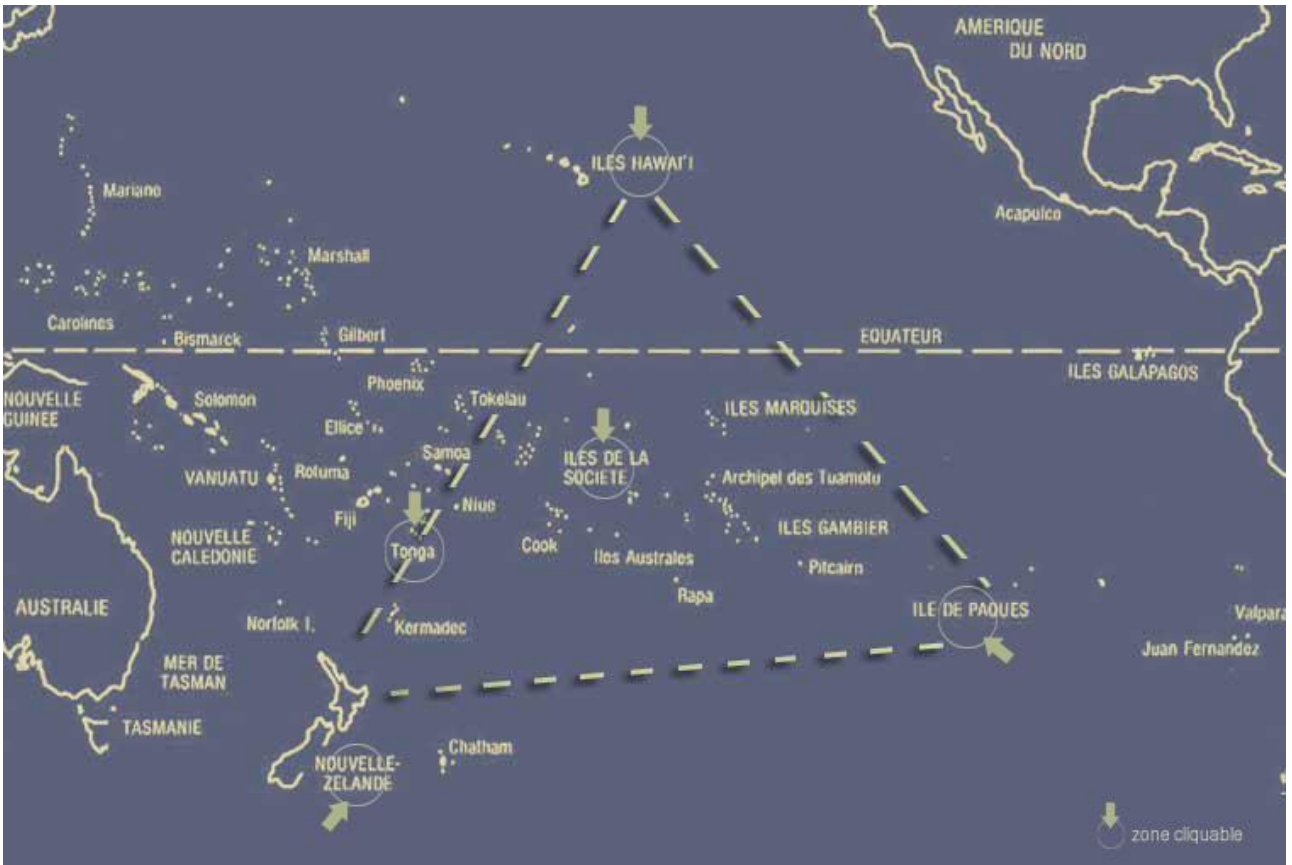 AMERIQUE
DU NORD
ILES HAWAI'I
Mariano
Acapulco
Marshall
Carolines
Bismarck
Gilbert
EQUATEUR
ILES GALAPAGOS
Phoenix
NOUVELLE
GUINEE
Solomon
Tokelau
ILES MARQUISES
Ellice
Samoa
ILES DE LA
SOCIETE
VANUATU
Rotuma
Archipel des Tuamotu
Niue
Fiji
ILES GAMBIER
NOUVELLE
CALEDONIE
Tonga
Cook
Iles Australes
Pitcairn
Rapa
AUSTRALIE
ILE DE PAQUES
Norfolk I.
Kermadec
Valpara
Juan Fernandez
MER DE
TASMAN
TASMANIE
Chatham
NOUVELLE-
ZELANDE
zone cliquable